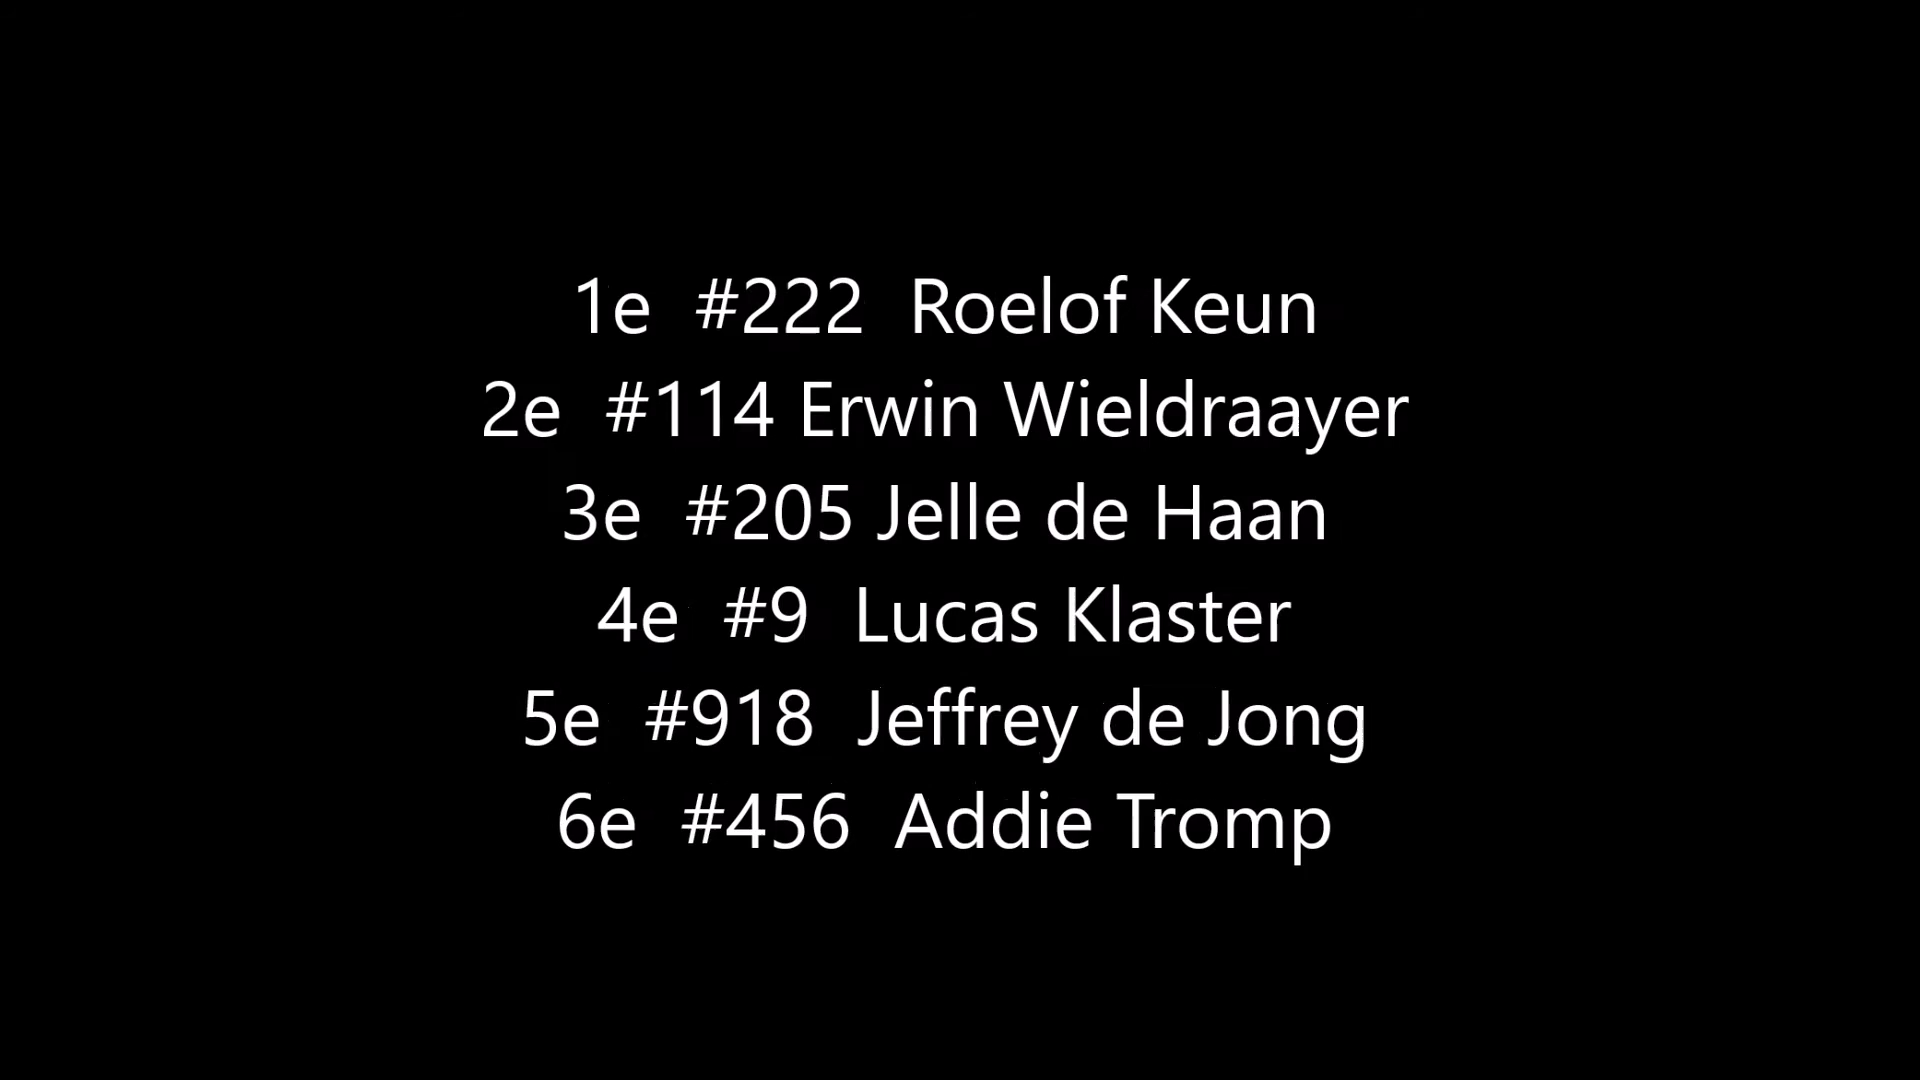 1e #222 Roelof Keun
2e #114 Erwin Wieldraayer
3e #205 Jelle de Haan
4e #9 Lucas Klaster
5e #918 Jeffrey de Jong
6e #456 Addie Tromp